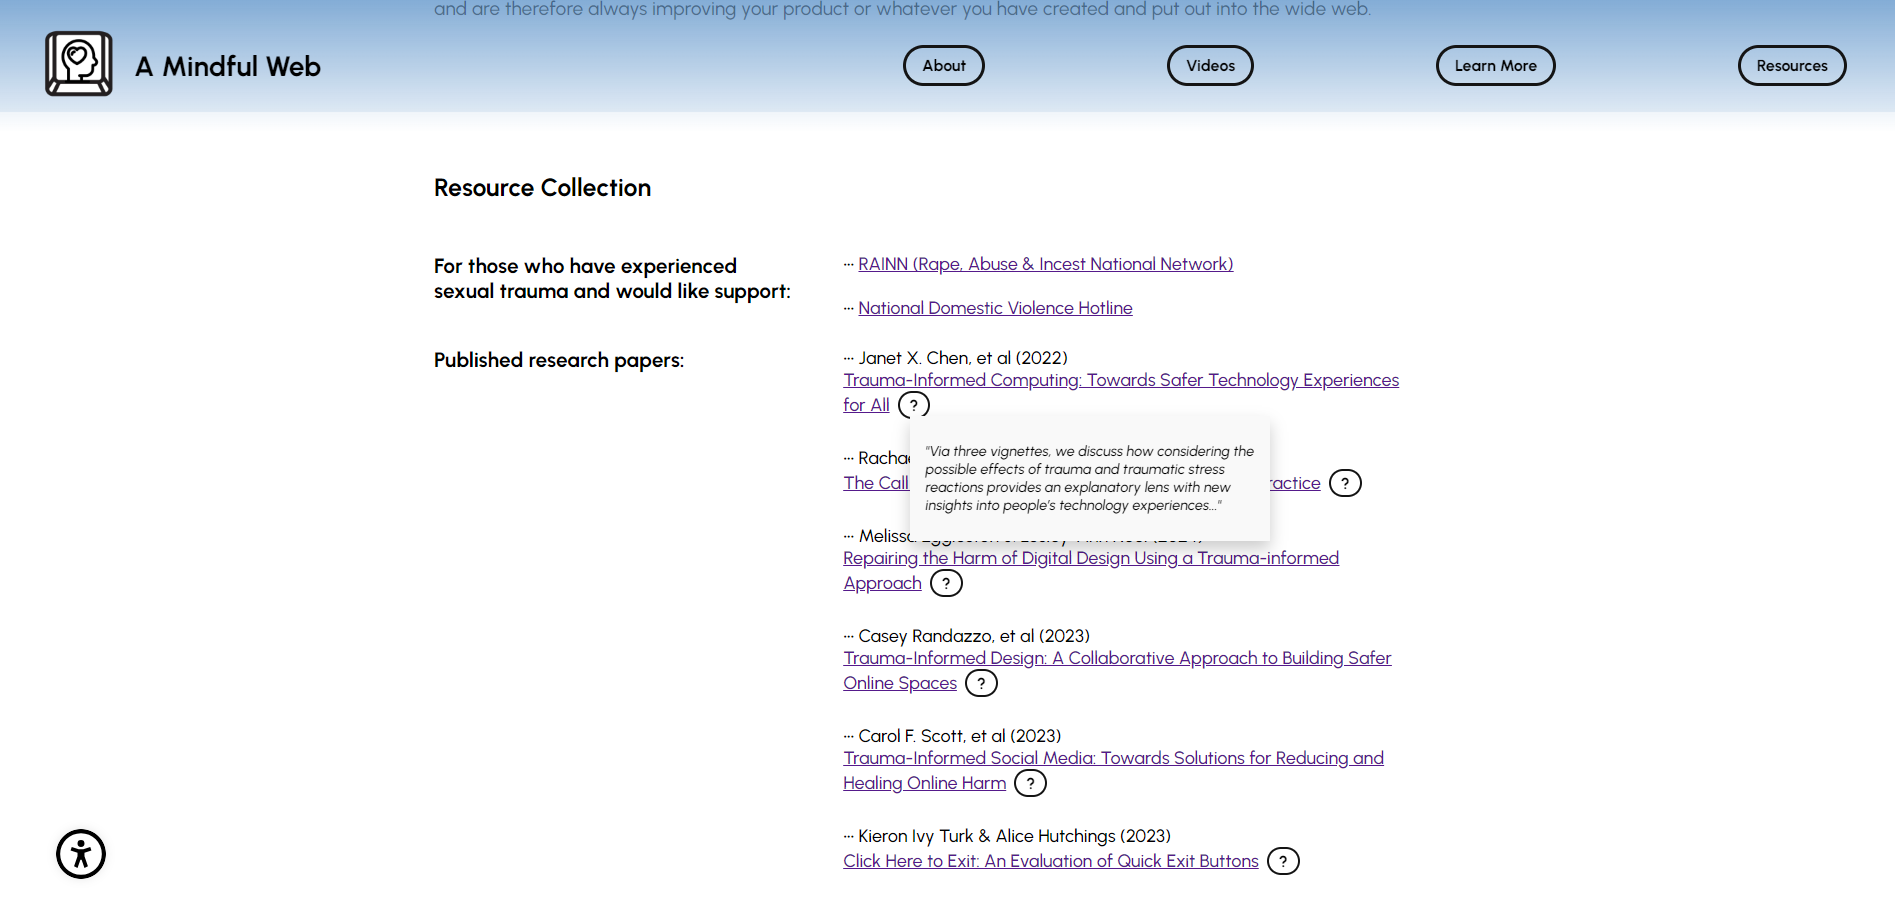 and are therefore always improving your product or whatever you have created and put out into the wide web.
A Mindful Web
About
Videos
Learn More
Resources
Resource Collection
For those who have experienced
sexual trauma and would like support:
··· RAINN (Rape, Abuse & Incest National Network)
··· National Domestic Violence Hotline
Published research papers:
··· Janet X. Chen, et al (2022)
Trauma-Informed Computing: Towards Safer Technology Experiences
for All ?
"Via three vignettes, we discuss how considering the
possible effects of trauma and traumatic stress
reactions provides an explanatory lens with new
insights into people's technology experiences..."
···
The Call
?
··· Melissa
Repairing the Harm of Digital Design Using a Trauma-informed
Approach ?
··· Casey Randazzo, et al (2023)
Trauma-Informed Design: A Collaborative Approach to Building Safer
Online Spaces ?
··· Carol F. Scott, et al (2023)
Trauma-Informed Social Media: Towards Solutions for Reducing and
Healing Online Harm ?
··· Kieron Ivy Turk & Alice Hutchings (2023)
Click Here to Exit: An Evaluation of Quick Exit Buttons ?